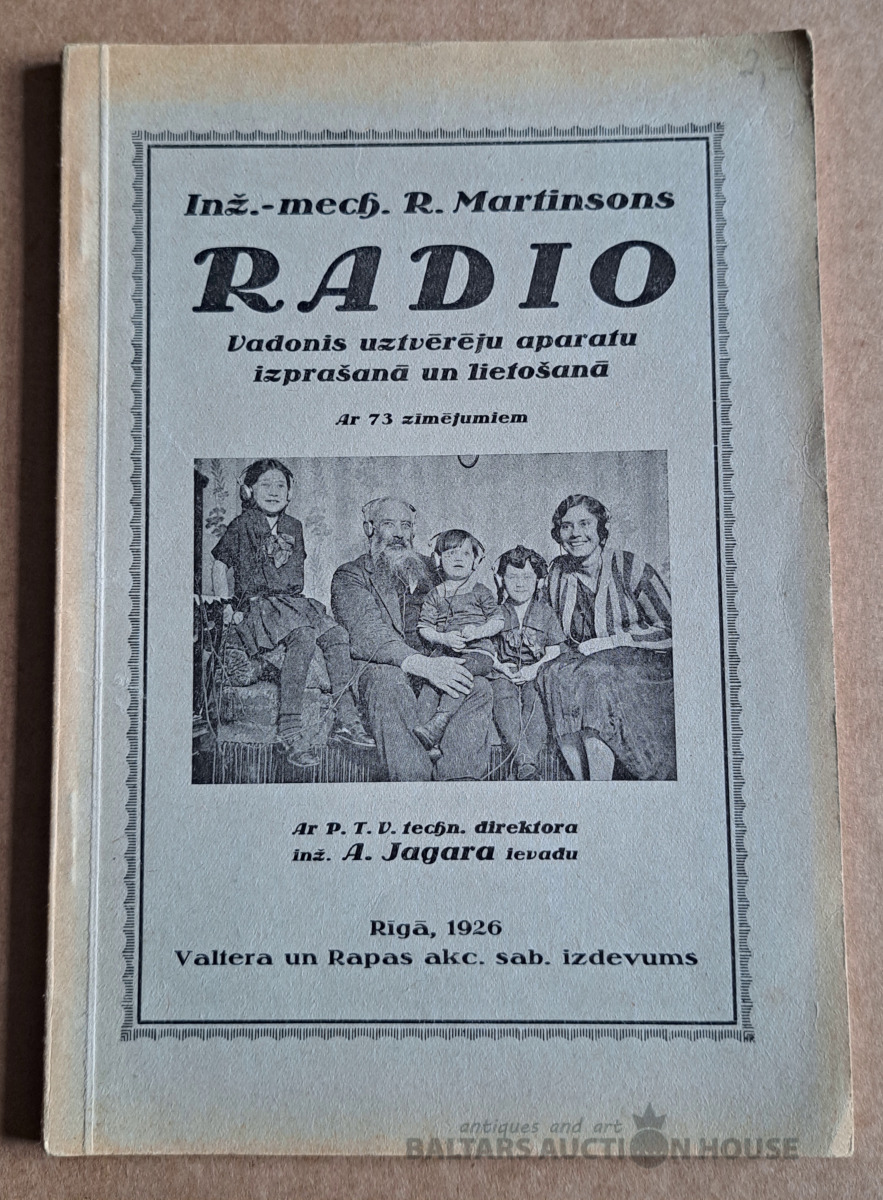 2,-
Inž.-mech. R. Martinsons
RADIO
Vadonis uztvērēju aparatu
izprašanā un lietošanā
Ar 73 zīmējumiem
Ar P. T. V. techn. direktora
inž. A. Jagara ievadu
Rīgā, 1926
Valtera un Rapas akc. sab. izdevums
antiques and art
BALTARS AUCTION HOUSE